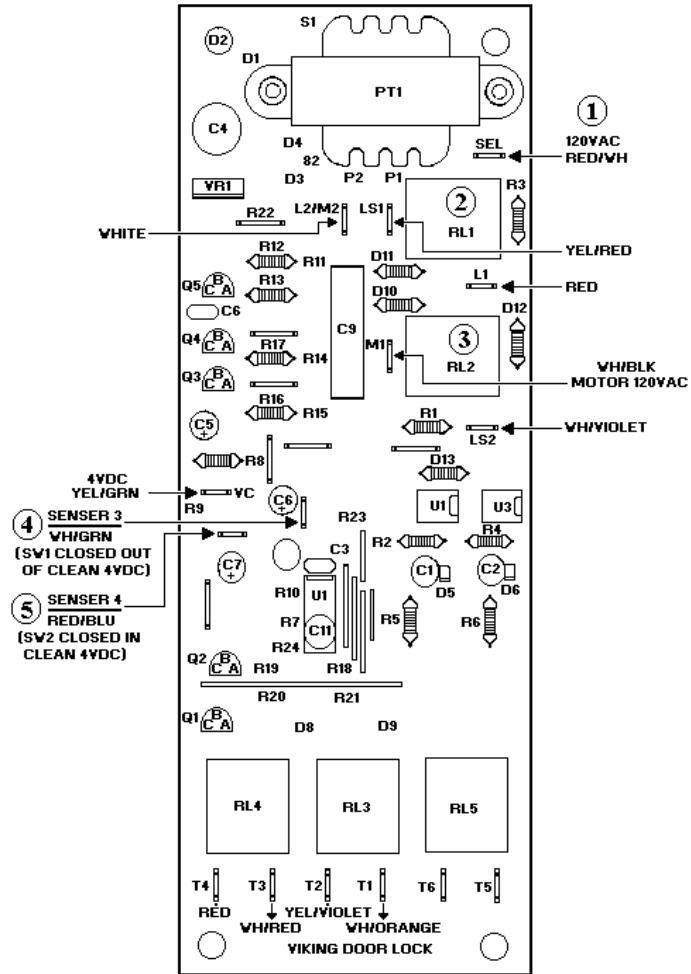 S1
D2
D1
PT1
C4
1
120VAC
RED/WH
SEL
D4
82
D3
P2 P1
VR1
L2/M2 LS1
2
RL1
R3
R22
WHITE
YEL/RED
R12
R11
D11
Q5 B C A
R13
D10
L1
RED
C6
D12
C9
Q4 B C A
R17
R14
M1
3
RL2
WH/BLK
MOTOR 120VAC
Q3 B C A
R16
R15
C5
+
R1
WH/VIOLET
LS2
R8
D13
4VDC
YEL/GRN
VC
R9
C6
+
U1
U3
4 SENSER 3
WH/GRN
(SW1 CLOSED OUT
OF CLEAN 4VDC)
R23
R2
R4
C7
+
C3
C1
D5
C2
D6
5 SENSER 4
RED/BLU
(SW2 CLOSED IN
CLEAN 4VDC)
R10
U1
R7
C11
R5
R6
R24
Q2 B C A
R19
R18
R20
R21
Q1 B C A
D8
D9
RL4
RL3
RL5
T4
T3
T2
T1
T6
T5
RED
YEL/VIOLET
WH/RED
WH/ORANGE
VIKING DOOR LOCK